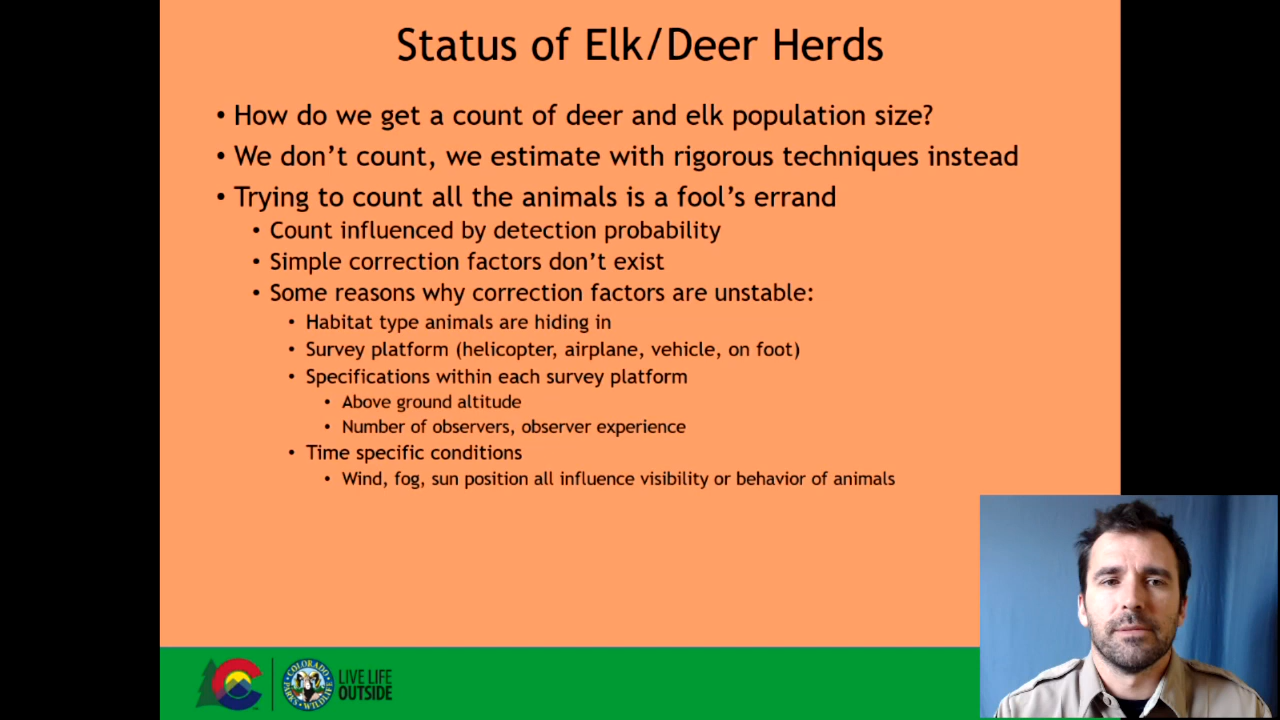 Status of Elk/Deer Herds
• How do we get a count of deer and elk population size?
• We don't count, we estimate with rigorous techniques instead
• Trying to count all the animals is a fool's errand
• Count influenced by detection probability
• Simple correction factors don't exist
• Some reasons why correction factors are unstable:
• Habitat type animals are hiding in
• Survey platform (helicopter, airplane, vehicle, on foot)
• Specifications within each survey platform
• Above ground altitude
• Number of observers, observer experience
• Time specific conditions
• Wind, fog, sun position all influence visibility or behavior of animals
COLORADO
PARKS • WILDLIFE
LIVE LIFE
OUTSIDE